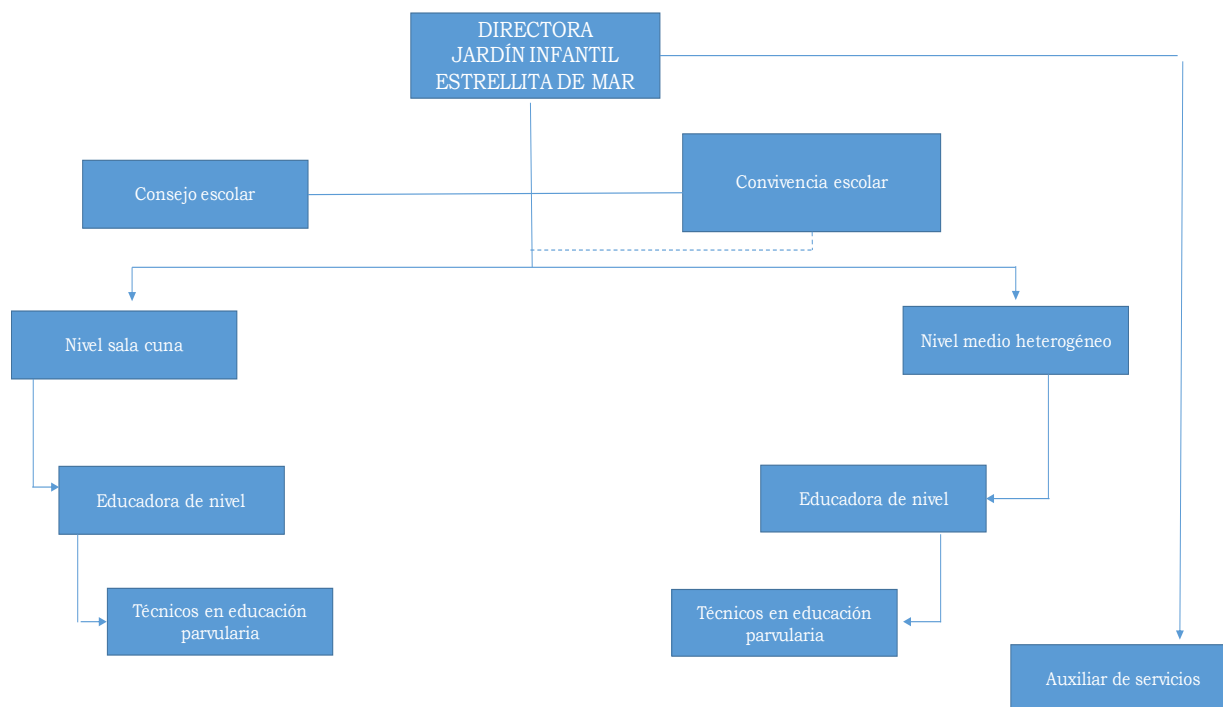 DIRECTORA
JARDÍN INFANTIL
ESTRELLITA DE MAR
Consejo escolar
Convivencia escolar
Nivel sala cuna
Nivel medio heterogéneo
Educadora de nivel
Educadora de nivel
Técnicos en educación
parvularia
Técnicos en educación
parvularia
Auxiliar de servicios